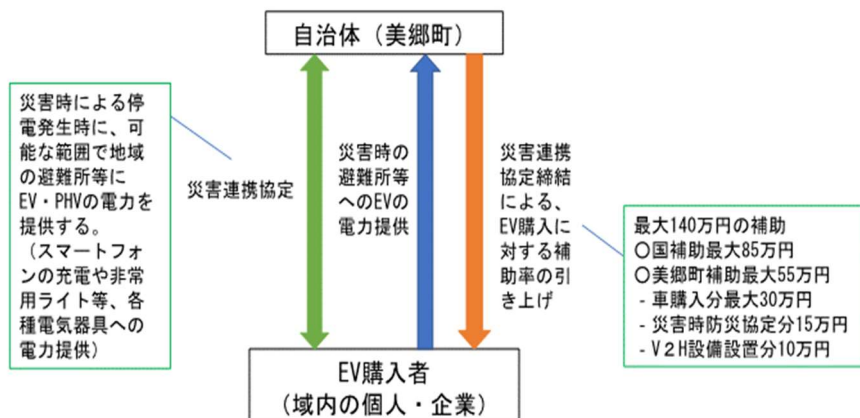 自治体（美郷町）
災害時による停
電発生時に、可
能な範囲で地域
の避難所等に
EV・PHVの電力を
提供する。
（スマートフォ
ンの充電や非常
用ライト等、各
種電気器具への
電力提供）
災害連携協定
災害時の
避難所等
へのEVの
電力提供
災害連携
協定締結
による、
EV購入に
対する補
助率の引
き上げ
最大140万円の補助
〇国補助最大85万円
〇美郷町補助最大55万円
- 車購入分最大30万円
- 災害時防災協定分15万円
- V２H設備設置分10万円
EV購入者
（域内の個人・企業）